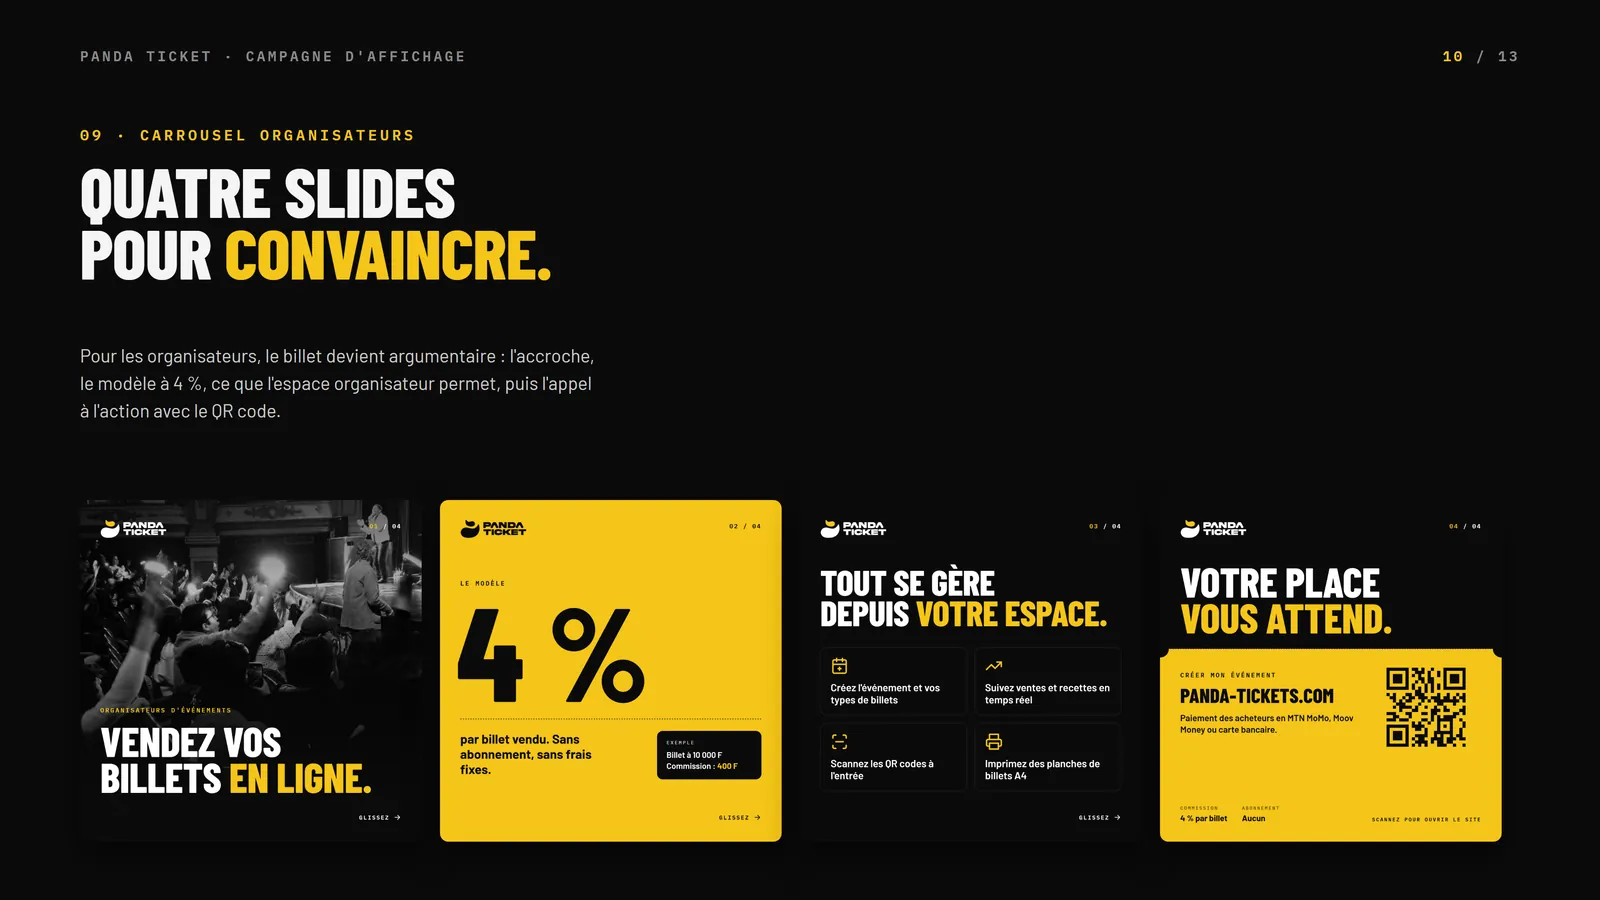 PANDA TICKET · CAMPAGNE D'AFFICHAGE
10 / 13
09 · CARROUSEL ORGANISATEURS
QUATRE SLIDES
POUR CONVAINCRE.
Pour les organisateurs, le billet devient argumentaire : l'accroche,
le modèle à 4 %, ce que l'espace organisateur permet, puis l'appel
à l'action avec le QR code.
PANDA
TICKET
01 / 04
ORGANISATEURS D'ÉVÉNEMENTS
VENDEZ VOS
BILLETS EN LIGNE.
GLISSEZ →
PANDA
TICKET
02 / 04
LE MODÈLE
4 %
par billet vendu. Sans
abonnement, sans frais
fixes.
EXEMPLE
Billet à 10 000 F
Commission : 400 F
GLISSEZ →
PANDA
TICKET
03 / 04
TOUT SE GÈRE
DEPUIS VOTRE ESPACE.
Créez l'événement et vos
types de billets
Suivez ventes et recettes en
temps réel
Scannez les QR codes à
l'entrée
Imprimez des planches de
billets A4
GLISSEZ →
PANDA
TICKET
04 / 04
VOTRE PLACE
VOUS ATTEND.
CRÉER MON ÉVÉNEMENT
PANDA-TICKETS.COM
Paiement des acheteurs en MTN MoMo, Moov
Money ou carte bancaire.
COMMISSION
4 % par billet
ABONNEMENT
Aucun
SCANNEZ POUR OUVRIR LE SITE